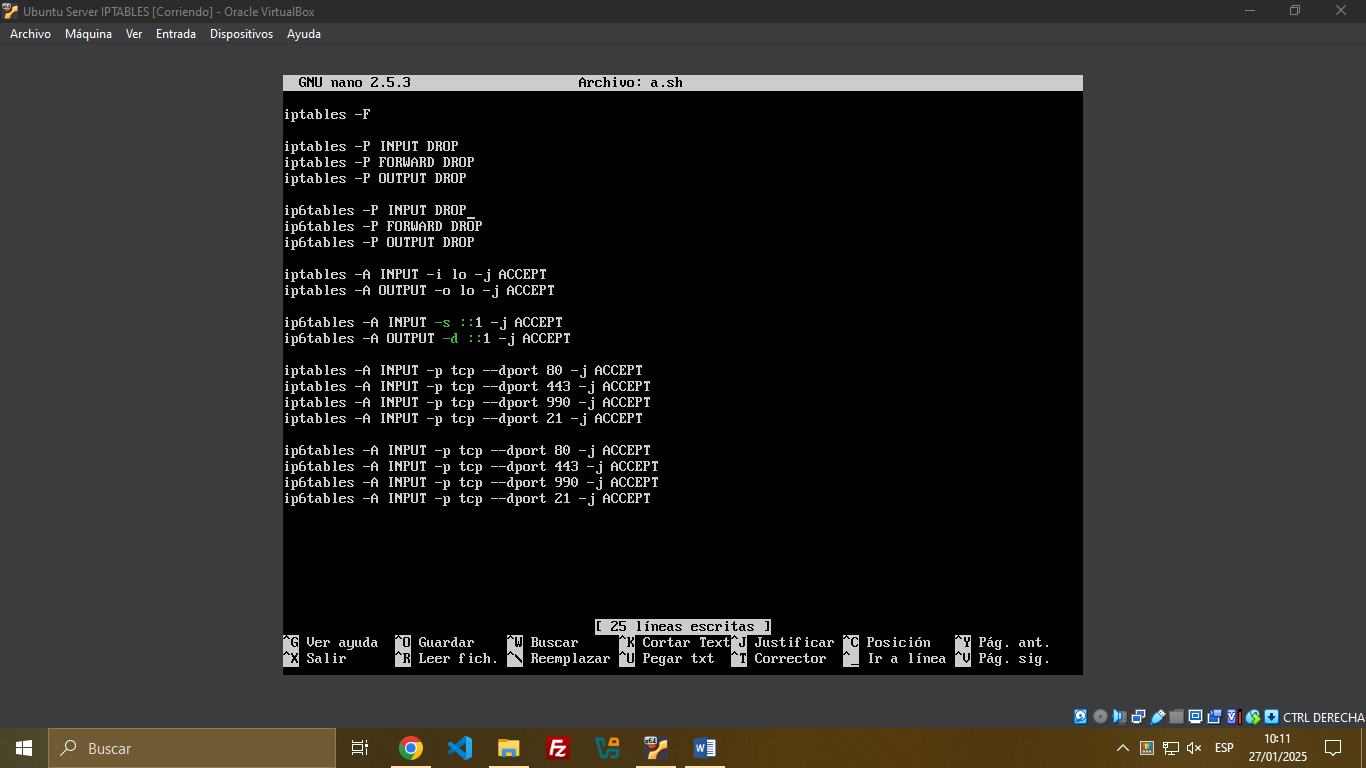 Ubuntu Server IPTABLES [Corriendo] - Oracle VirtualBox
Archivo Máquina Ver Entrada Dispositivos Ayuda
GNU nano 2.5.3 Archivo: a.sh
iptables -F
iptables -P INPUT DROP
iptables -P FORWARD DROP
iptables -P OUTPUT DROP
ip6tables -P INPUT DROP_
ip6tables -P FORWARD DROP
ip6tables -P OUTPUT DROP
iptables -A INPUT -i lo -j ACCEPT
iptables -A OUTPUT -o lo -j ACCEPT
ip6tables -A INPUT -s ::1 -j ACCEPT
ip6tables -A OUTPUT -d ::1 -j ACCEPT
iptables -A INPUT -p tcp --dport 80 -j ACCEPT
iptables -A INPUT -p tcp --dport 443 -j ACCEPT
iptables -A INPUT -p tcp --dport 990 -j ACCEPT
iptables -A INPUT -p tcp --dport 21 -j ACCEPT
ip6tables -A INPUT -p tcp --dport 80 -j ACCEPT
ip6tables -A INPUT -p tcp --dport 443 -j ACCEPT
ip6tables -A INPUT -p tcp --dport 990 -j ACCEPT
ip6tables -A INPUT -p tcp --dport 21 -j ACCEPT
[ 25 líneas escritas ]
^G Ver ayuda ^O Guardar ^W Buscar ^K Cortar Text ^J Justificar ^C Posición ^Y Pág. ant.
^X Salir ^R Leer fich. ^\ Reemplazar ^U Pegar txt ^T Corrector ^_ Ir a línea ^V Pág. sig.
CTRL DERECHA
Buscar
ESP
10:11
27/01/2025